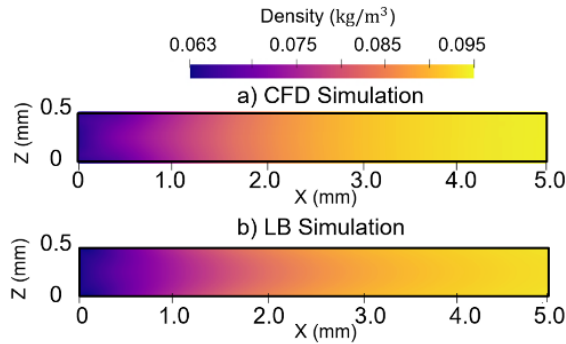 Density (kg/m³)
0.063 0.075 0.085 0.095
a) CFD Simulation
0.5
Z (mm)
0
0 1.0 2.0 3.0 4.0 5.0
X (mm)
b) LB Simulation
0.5
Z (mm)
0
0 1.0 2.0 3.0 4.0 5.0
X (mm)